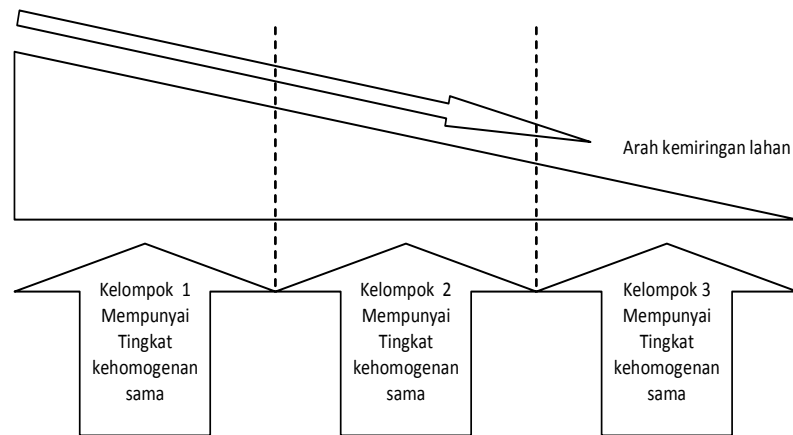 Arah kemiringan lahan
Kelompok 1
Mempunyai
Tingkat
kehomogenan
sama
Kelompok 2
Mempunyai
Tingkat
kehomogenan
sama
Kelompok 3
Mempunyai
Tingkat
kehomogenan
sama